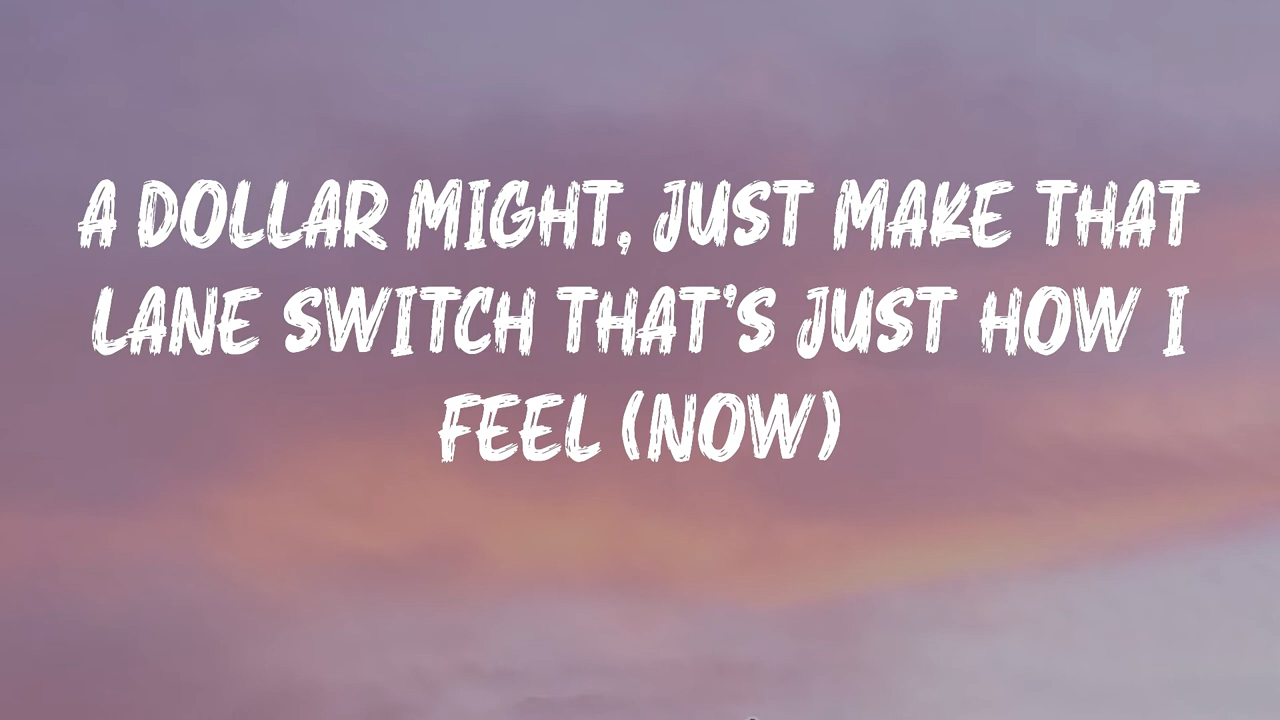 A DOLLAR MIGHT, JUST MAKE THAT
LANE SWITCH THAT'S JUST HOW I
FEEL (NOW)